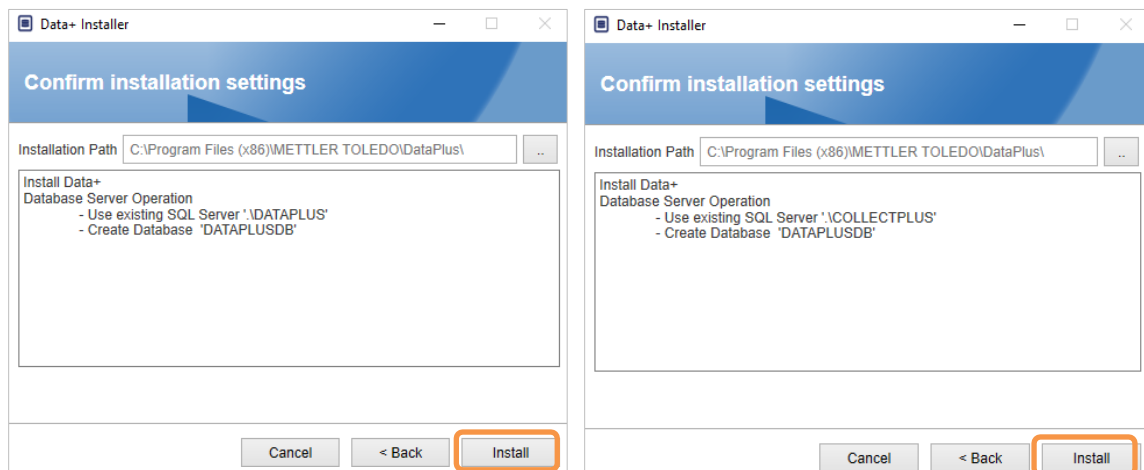 Data+ Installer
Confirm installation settings
Installation Path C:\Program Files (x86)\METTLER TOLEDO\DataPlus\ ..
Install Data+
Database Server Operation
- Use existing SQL Server '.\DATAPLUS'
- Create Database 'DATAPLUSDB'
Cancel < Back Install
Data+ Installer
Confirm installation settings
Installation Path C:\Program Files (x86)\METTLER TOLEDO\DataPlus\ ..
Install Data+
Database Server Operation
- Use existing SQL Server '.\COLLECTPLUS'
- Create Database 'DATAPLUSDB'
Cancel < Back Install